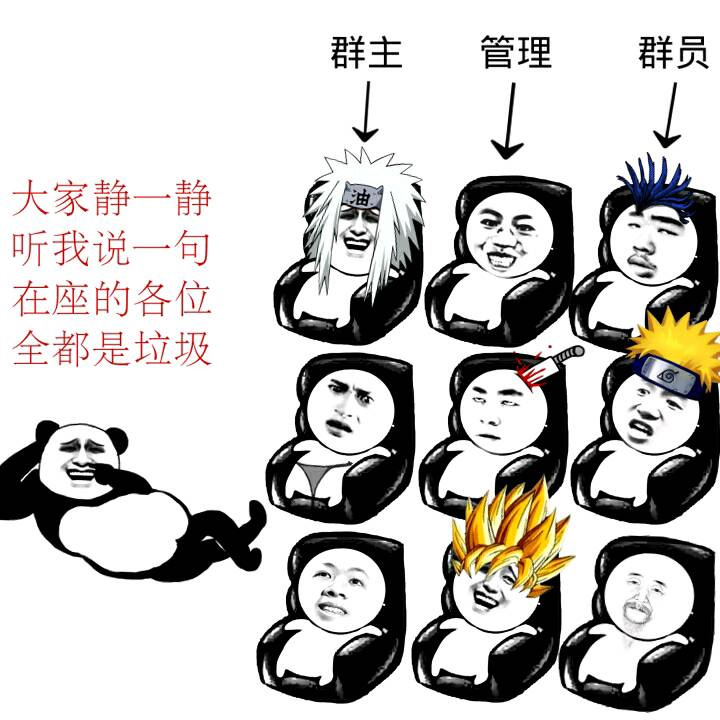 群主 管理 群员
油
大家静一静
听我说一句
在座的各位
全都是垃圾